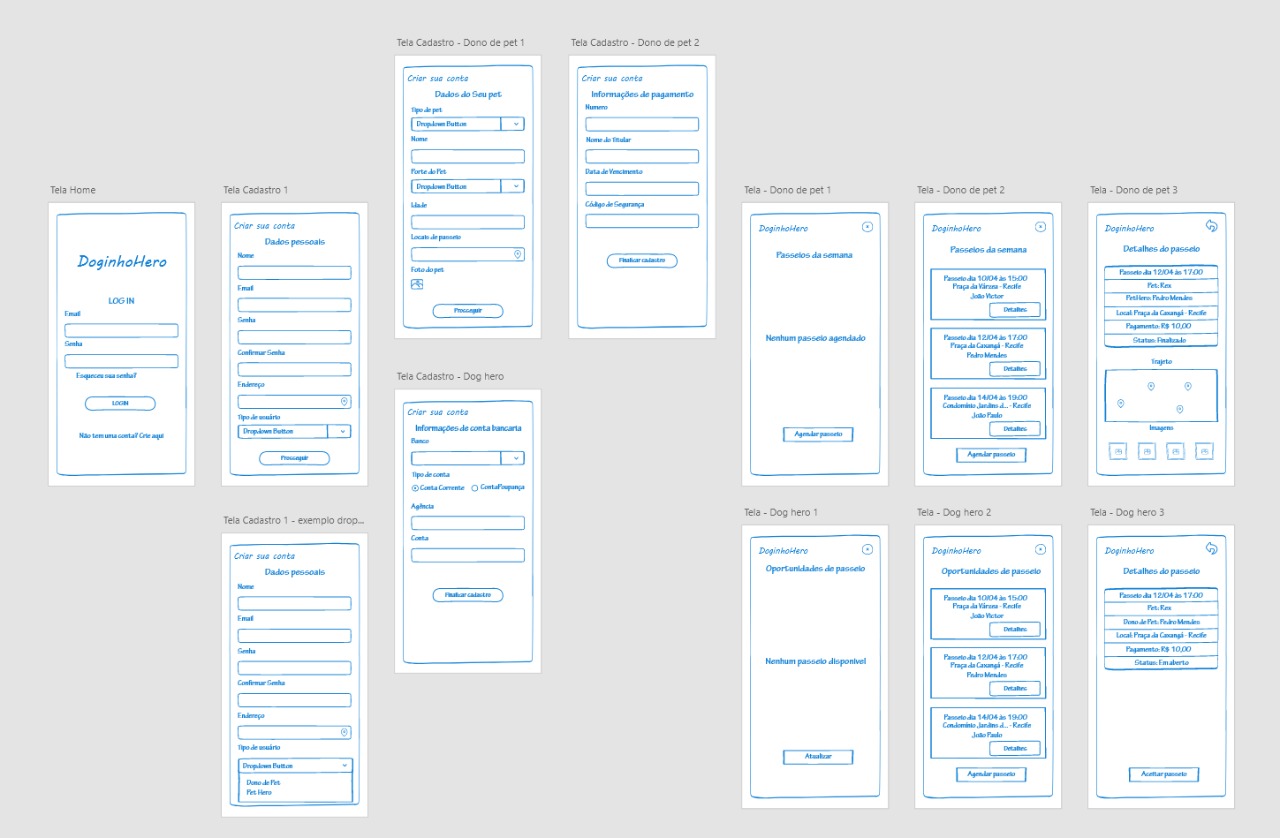 Tela Home
DoginhoHero
LOG IN
Email
Senha
Esqueceu sua senha?
LOGIN
Não tem uma conta? Crie aqui
Tela Cadastro 1
Criar sua conta
Dados pessoais
Nome
Email
Senha
Confirmar Senha
Endereço
Tipo de usuário
Dropdown Button
Prosseguir
Tela Cadastro 1 - exemplo drop...
Criar sua conta
Dados pessoais
Nome
Email
Senha
Confirmar Senha
Endereço
Tipo de usuário
Dropdown Button
Dono de Pet
Pet Hero
Tela Cadastro - Dono de pet 1
Criar sua conta
Dados do Seu pet
Tipo de pet
Dropdown Button
Nome
Porte do Pet
Dropdown Button
Idade
Locais de passeio
Foto do pet
Prosseguir
Tela Cadastro - Dono de pet 2
Criar sua conta
Informações de pagamento
Numero
Nome do Titular
Data de Vencimento
Código de Segurança
Finalizar cadastro
Tela Cadastro - Dog hero
Criar sua conta
Informações de conta bancaria
Banco
Tipo de conta
Conta Corrente
ContaPoupança
Agência
Conta
Finalizar cadastro
Tela - Dono de pet 1
DoginhoHero
Passeios da semana
Nenhum passeio agendado
Agendar passeio
Tela - Dono de pet 2
DoginhoHero
Passeios da semana
Passeio dia 10/04 às 15:00
Praça da Várzea - Recife
João Victor
Detalhes
Passeio dia 12/04 às 17:00
Praça da Caxangá - Recife
Pedro Mendes
Detalhes
Passeio dia 14/04 às 19:00
Condomínio Jardins d... - Recife
João Paulo
Detalhes
Agendar passeio
Tela - Dono de pet 3
DoginhoHero
Detalhes do passeio
Passeio dia 12/04 às 17:00
Pet: Rex
PetHero: Pedro Mendes
Local: Praça da Caxangá - Recife
Pagamento: R$ 10,00
Status: Finalizado
Trajeto
Imagens
Tela - Dog hero 1
DoginhoHero
Oportunidades de passeio
Nenhum passeio disponivel
Atualizar
Tela - Dog hero 2
DoginhoHero
Oportunidades de passeio
Passeio dia 10/04 às 15:00
Praça da Várzea - Recife
João Victor
Detalhes
Passeio dia 12/04 às 17:00
Praça da Caxangá - Recife
Pedro Mendes
Detalhes
Passeio dia 14/04 às 19:00
Condomínio Jardins d... - Recife
João Paulo
Detalhes
Agendar passeio
Tela - Dog hero 3
DoginhoHero
Detalhes do passeio
Passeio dia 12/04 às 17:00
Pet: Rex
Dono de Pet: Pedro Mendes
Local: Praça da Caxangá - Recife
Pagamento: R$ 10,00
Status: Em aberto
Aceitar passeio